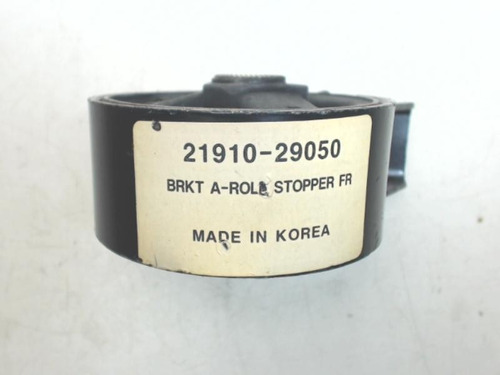 21910-29050
BRKT A-ROLL STOPPER FR
MADE IN KOREA